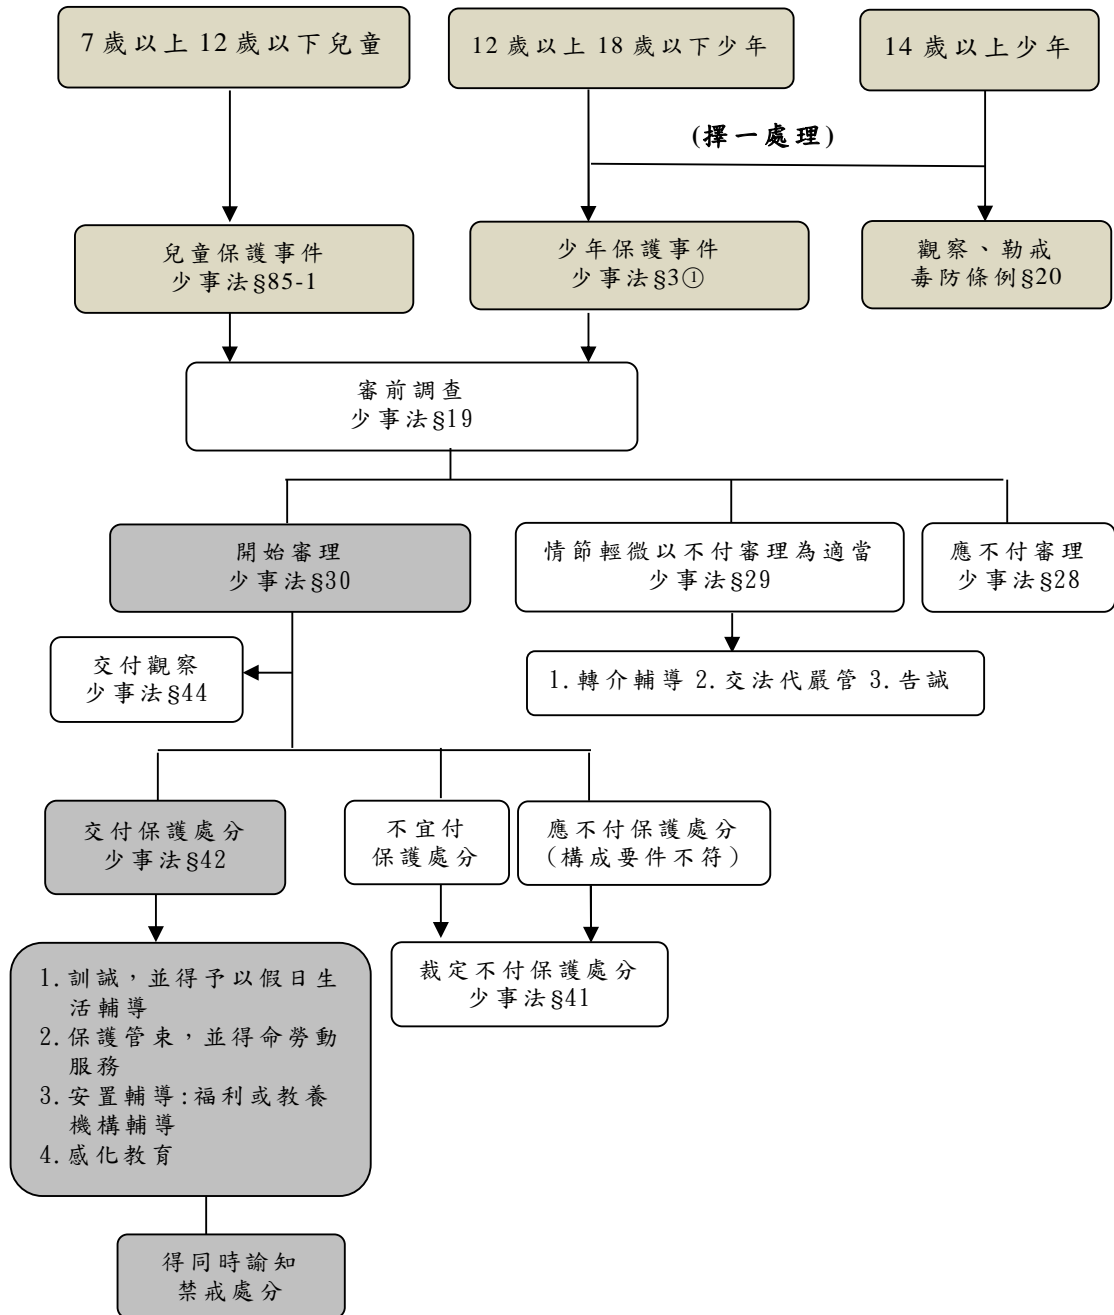 7歲以上12歲以下兒童
12歲以上18歲以下少年
14歲以上少年
(擇一處理)
兒童保護事件
少事法§85-1
少年保護事件
少事法§3①
觀察、勒戒
毒防條例§20
審前調查
少事法§19
開始審理
少事法§30
情節輕微以不付審理為適當
少事法§29
應不付審理
少事法§28
交付觀察
少事法§44
1.轉介輔導 2.交法代嚴管 3.告誡
交付保護處分
少事法§42
不宜付
保護處分
應不付保護處分
(構成要件不符)
1.訓誡，並得予以假日生
活輔導
2.保護管束，並得命勞動
服務
3.安置輔導:福利或教養
機構輔導
4.感化教育
裁定不付保護處分
少事法§41
得同時諭知
禁戒處分